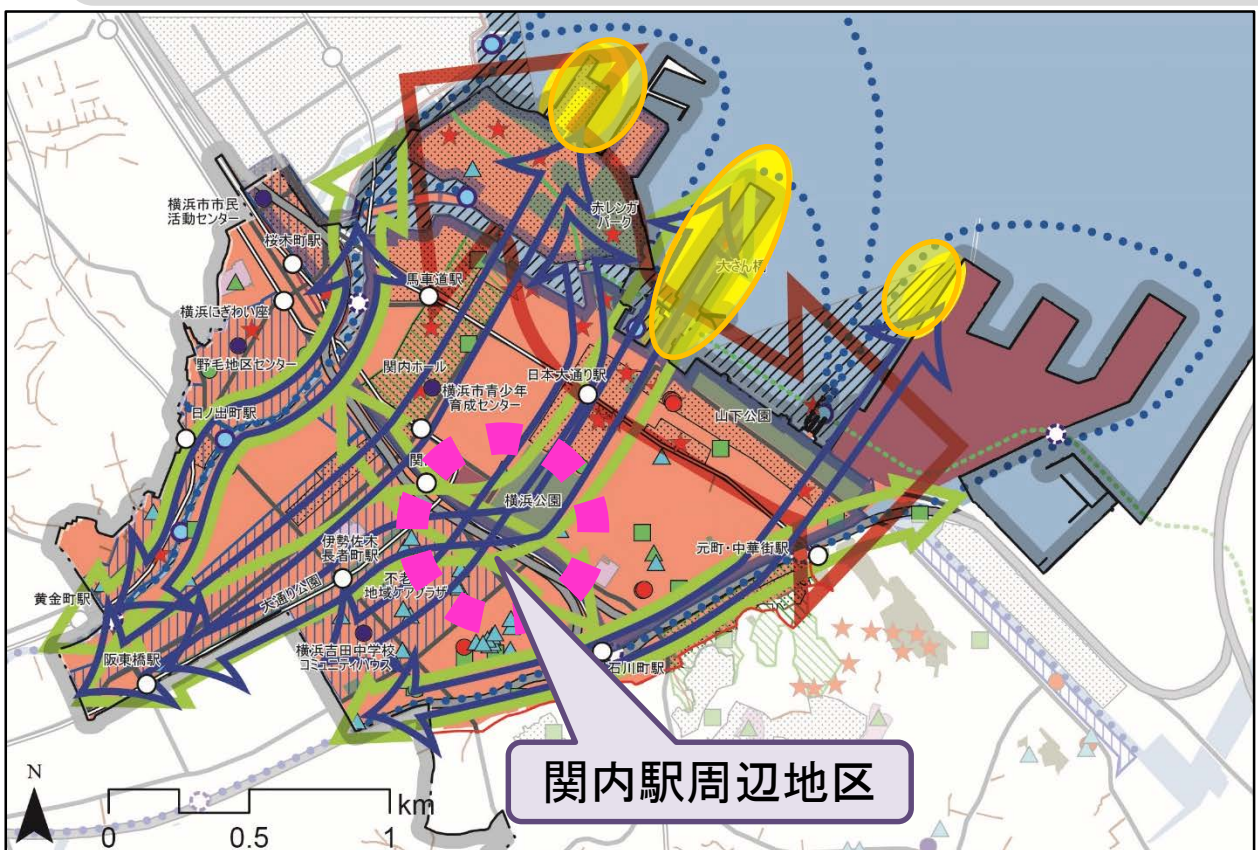 横浜市市民
活動センター
桜木町駅
赤レンガ
パーク
馬車道駅
大さん橋
横浜にぎわい座
野毛地区センター
関内ホール
日本大通り駅
横浜市青少年
育成センター
日ノ出町駅
山下公園
横浜公園
伊勢佐木
長者町駅
元町・中華街駅
大通り公園
黄金町駅
阪東橋駅
横浜吉田中学校
コミュニティハウス
石川町駅
関内駅周辺地区
N
km
0
0.5
1